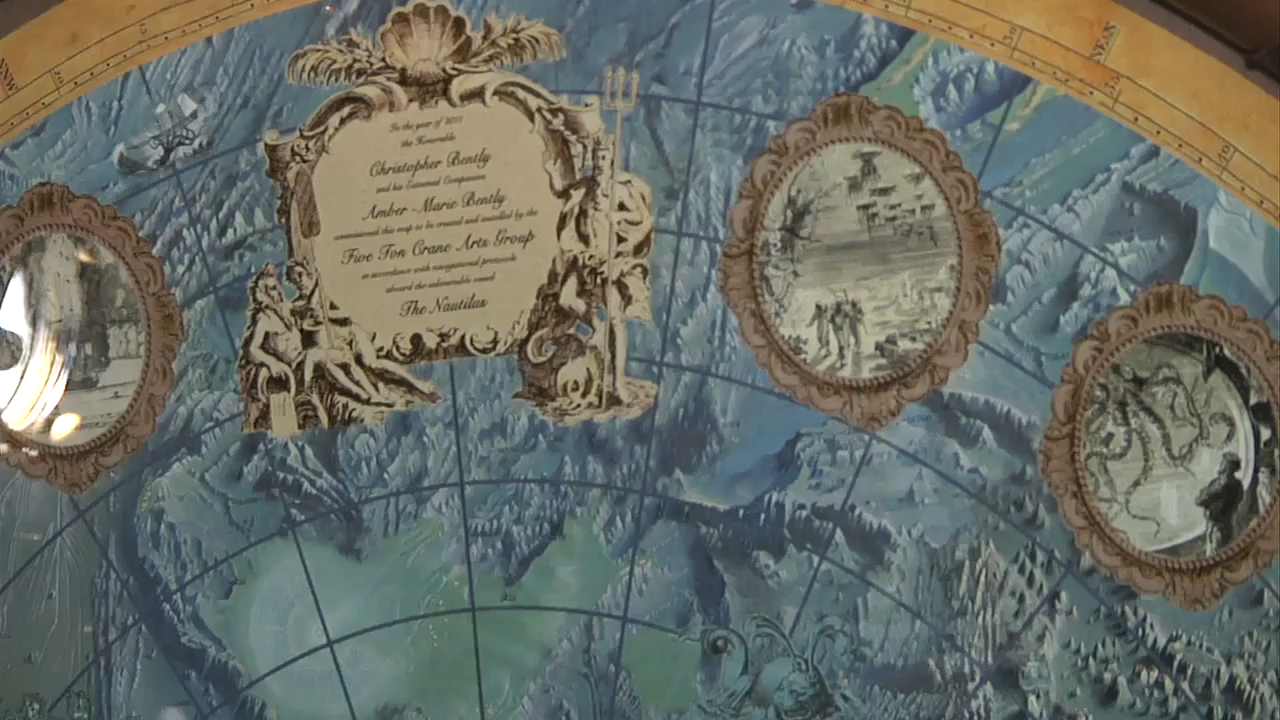 In the year of 2011
the Honorable
Christopher Bently
and his Esteemed Companion
Amber-Marie Bently
commissioned this map to be created and installed by the
Five Ton Crane Arts Group
in accordance with navigational protocols
aboard the submersible vessel
The Nautilus
NNW